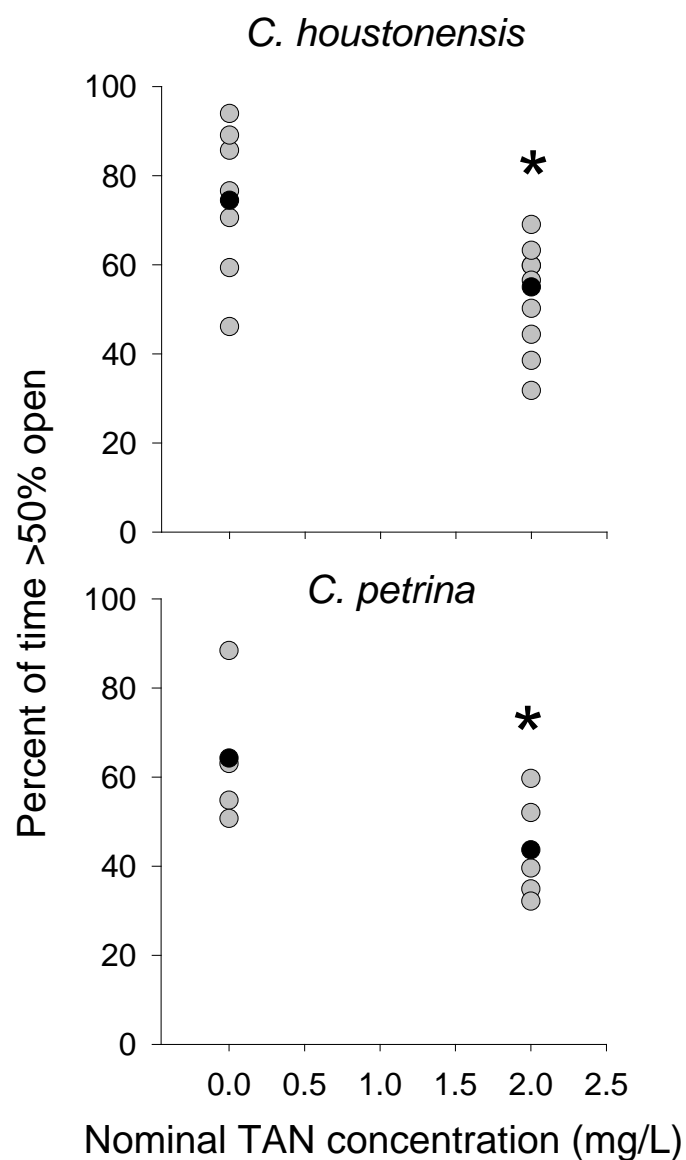 C. houstonensis
100
80
60
40
20
0
*
Percent of time >50% open
C. petrina
100
80
60
40
20
0
*
0.0 0.5 1.0 1.5 2.0 2.5
Nominal TAN concentration (mg/L)